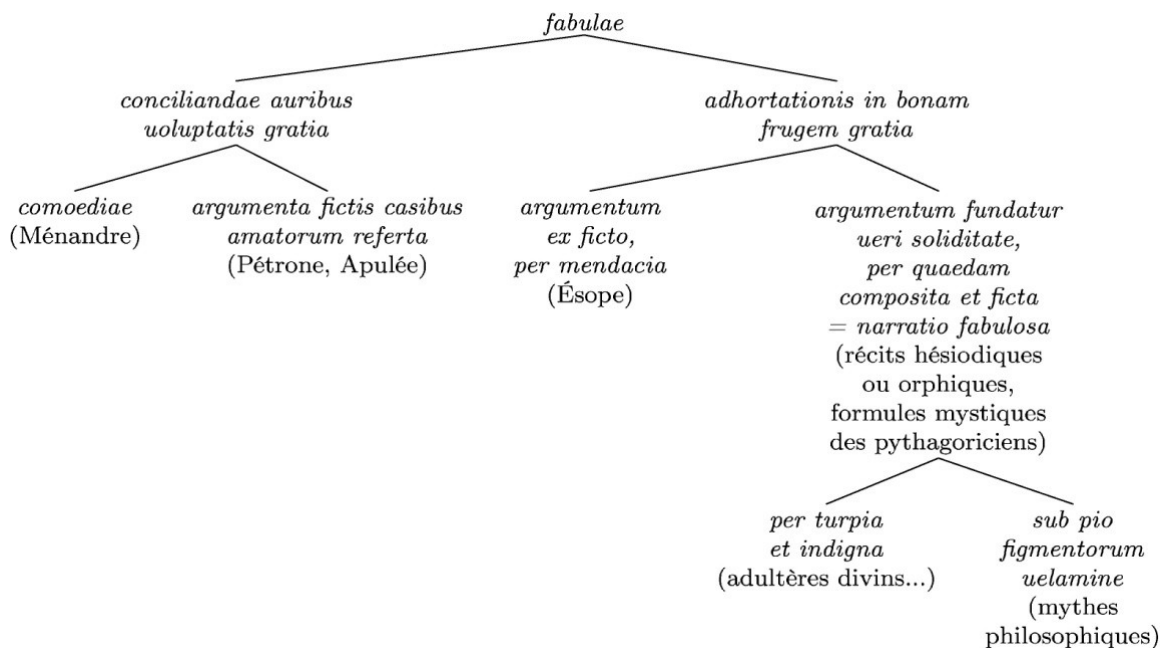 fabulae
conciliandae auribus
uoluptatis gratia
adhortationis in bonam
frugem gratia
comoediae
(Ménandre)
argumenta fictis casibus
amatorum referta
(Pétrone, Apulée)
argumentum
ex ficto,
per mendacia
(Ésope)
argumentum fundatur
ueri soliditate,
per quaedam
composita et ficta
= narratio fabulosa
(récits hésiodiques
ou orphiques,
formules mystiques
des pythagoriciens)
per turpia
et indigna
(adultères divins...)
sub pio
figmentorum
uelamine
(mythes
philosophiques)